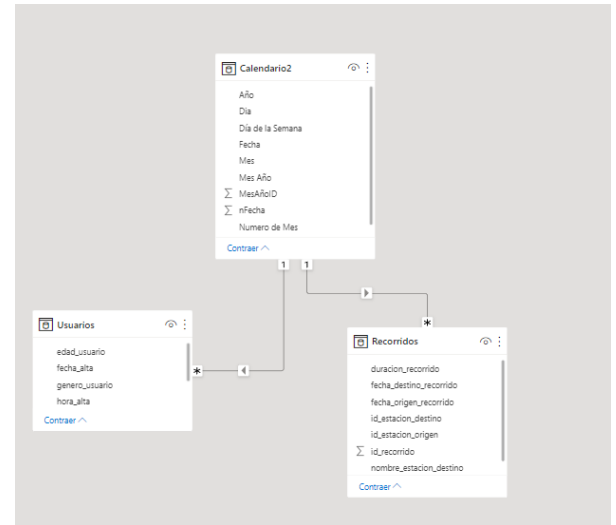 Calendario2
Año
Dia
Día de la Semana
Fecha
Mes
Mes Año
∑ MesAñoID
∑ nFecha
Numero de Mes
Contraer
1 1
Usuarios
edad_usuario
fecha_alta
genero_usuario
hora_alta
Contraer
*
*
Recorridos
duracion_recorrido
fecha_destino_recorrido
fecha_origen_recorrido
id_estacion_destino
id_estacion_origen
∑ id_recorrido
nombre_estacion_destino
Contraer